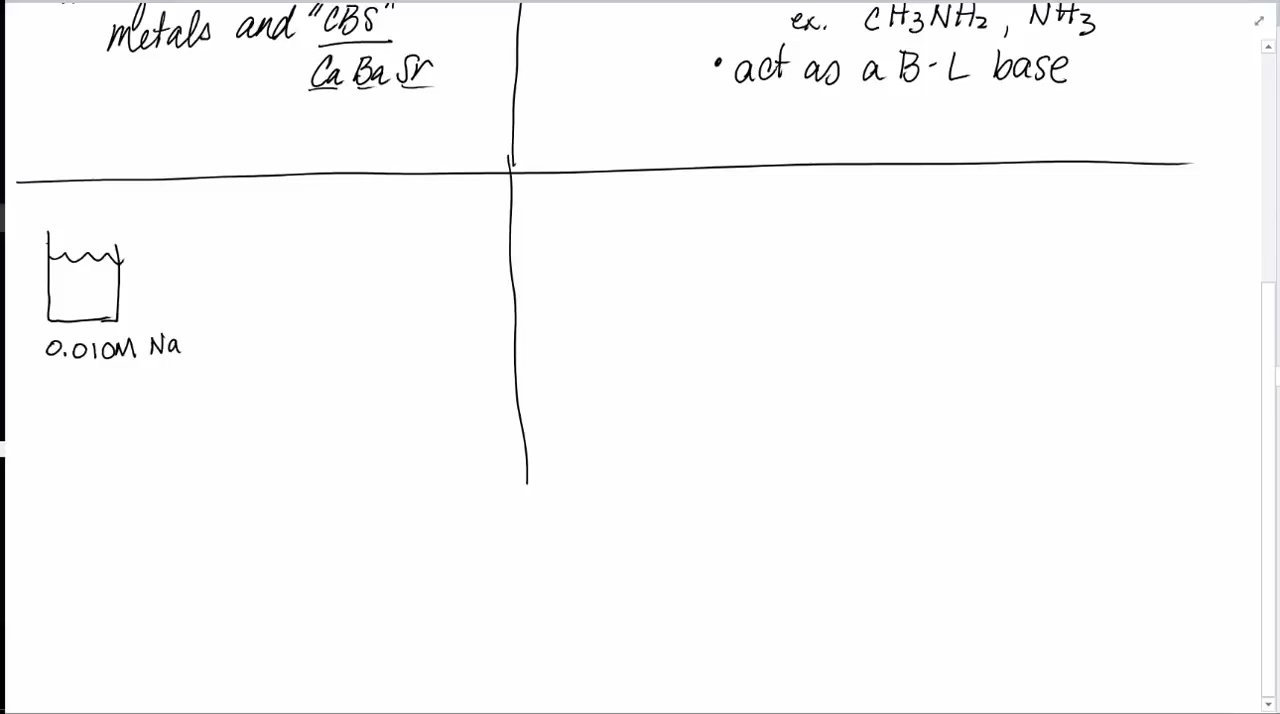 metals and "CBS"
Ca Ba Sr
ex. CH3NH2, NH3
• act as a B-L base
0.010M Na